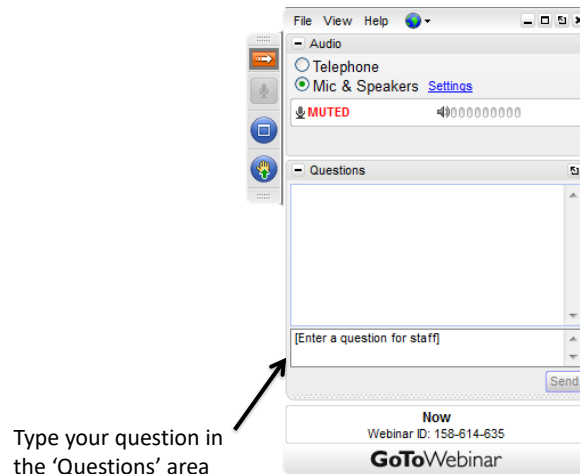 File View Help
Audio
Telephone
Mic & Speakers Settings
MUTED 000000000
Questions
[Enter a question for staff]
Send
Now
Webinar ID: 158-614-635
GoToWebinar
Type your question in
the ‘Questions’ area